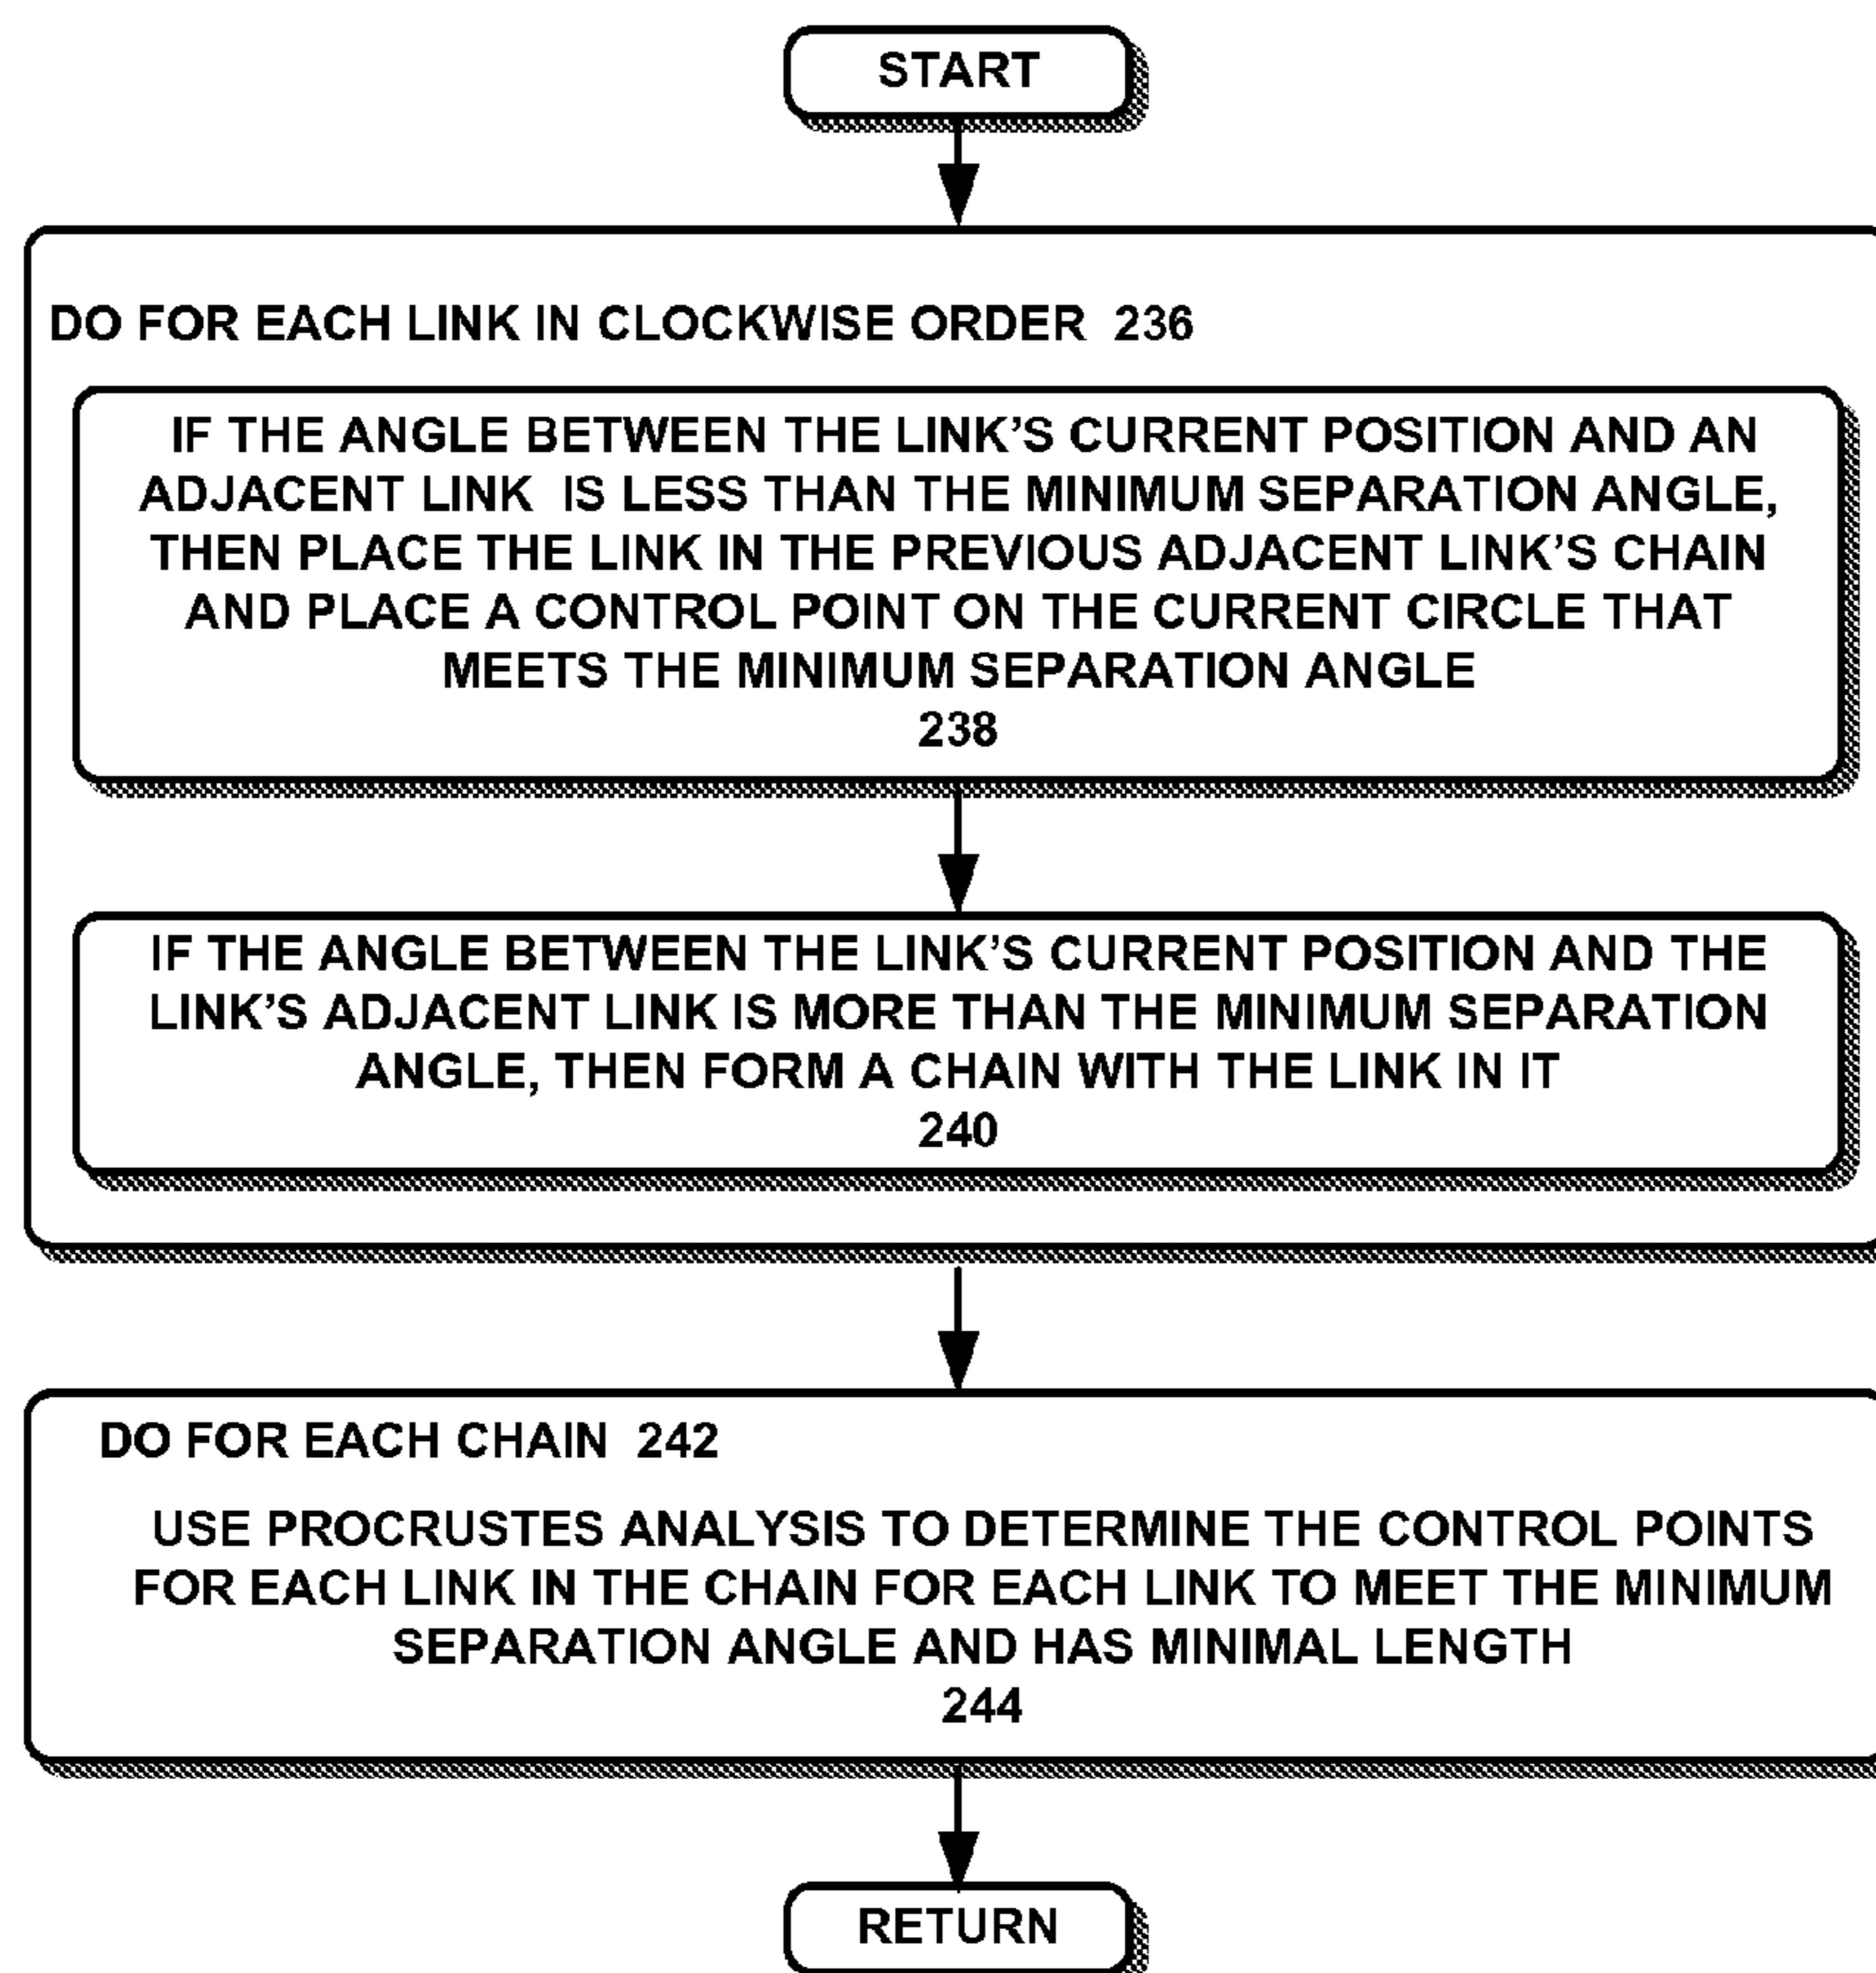 START
DO FOR EACH LINK IN CLOCKWISE ORDER 236
IF THE ANGLE BETWEEN THE LINK'S CURRENT POSITION AND AN
ADJACENT LINK IS LESS THAN THE MINIMUM SEPARATION ANGLE,
THEN PLACE THE LINK IN THE PREVIOUS ADJACENT LINK'S CHAIN
AND PLACE A CONTROL POINT ON THE CURRENT CIRCLE THAT
MEETS THE MINIMUM SEPARATION ANGLE
238
IF THE ANGLE BETWEEN THE LINK'S CURRENT POSITION AND THE
LINK'S ADJACENT LINK IS MORE THAN THE MINIMUM SEPARATION
ANGLE, THEN FORM A CHAIN WITH THE LINK IN IT
240
DO FOR EACH CHAIN 242
USE PROCRUSTES ANALYSIS TO DETERMINE THE CONTROL POINTS
FOR EACH LINK IN THE CHAIN FOR EACH LINK TO MEET THE MINIMUM
SEPARATION ANGLE AND HAS MINIMAL LENGTH
244
RETURN